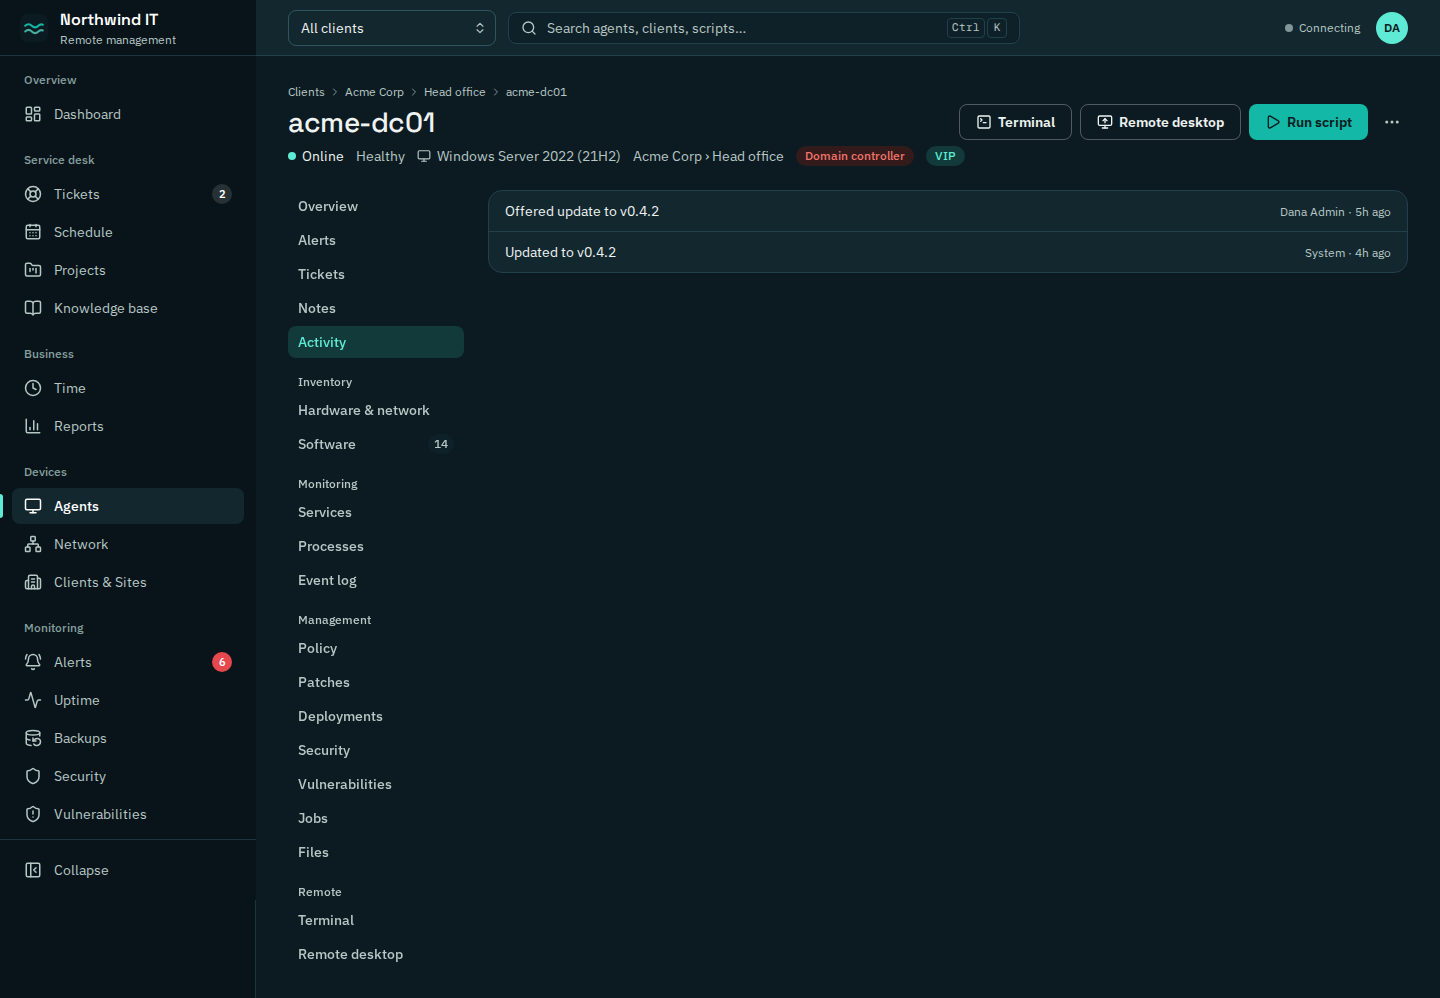 Northwind IT
Remote management
All clients
Search agents, clients, scripts...
Ctrl K
Connecting
DA
Overview
Dashboard
Service desk
Tickets 2
Schedule
Projects
Knowledge base
Business
Time
Reports
Devices
Agents
Network
Clients & Sites
Monitoring
Alerts 6
Uptime
Backups
Security
Vulnerabilities
Collapse
Clients > Acme Corp > Head office > acme-dc01
acme-dc01
Terminal
Remote desktop
Run script
Online Healthy Windows Server 2022 (21H2) Acme Corp › Head office Domain controller VIP
Overview
Alerts
Tickets
Notes
Activity
Inventory
Hardware & network
Software 14
Monitoring
Services
Processes
Event log
Management
Policy
Patches
Deployments
Security
Vulnerabilities
Jobs
Files
Remote
Terminal
Remote desktop
Offered update to v0.4.2 Dana Admin · 5h ago
Updated to v0.4.2 System · 4h ago